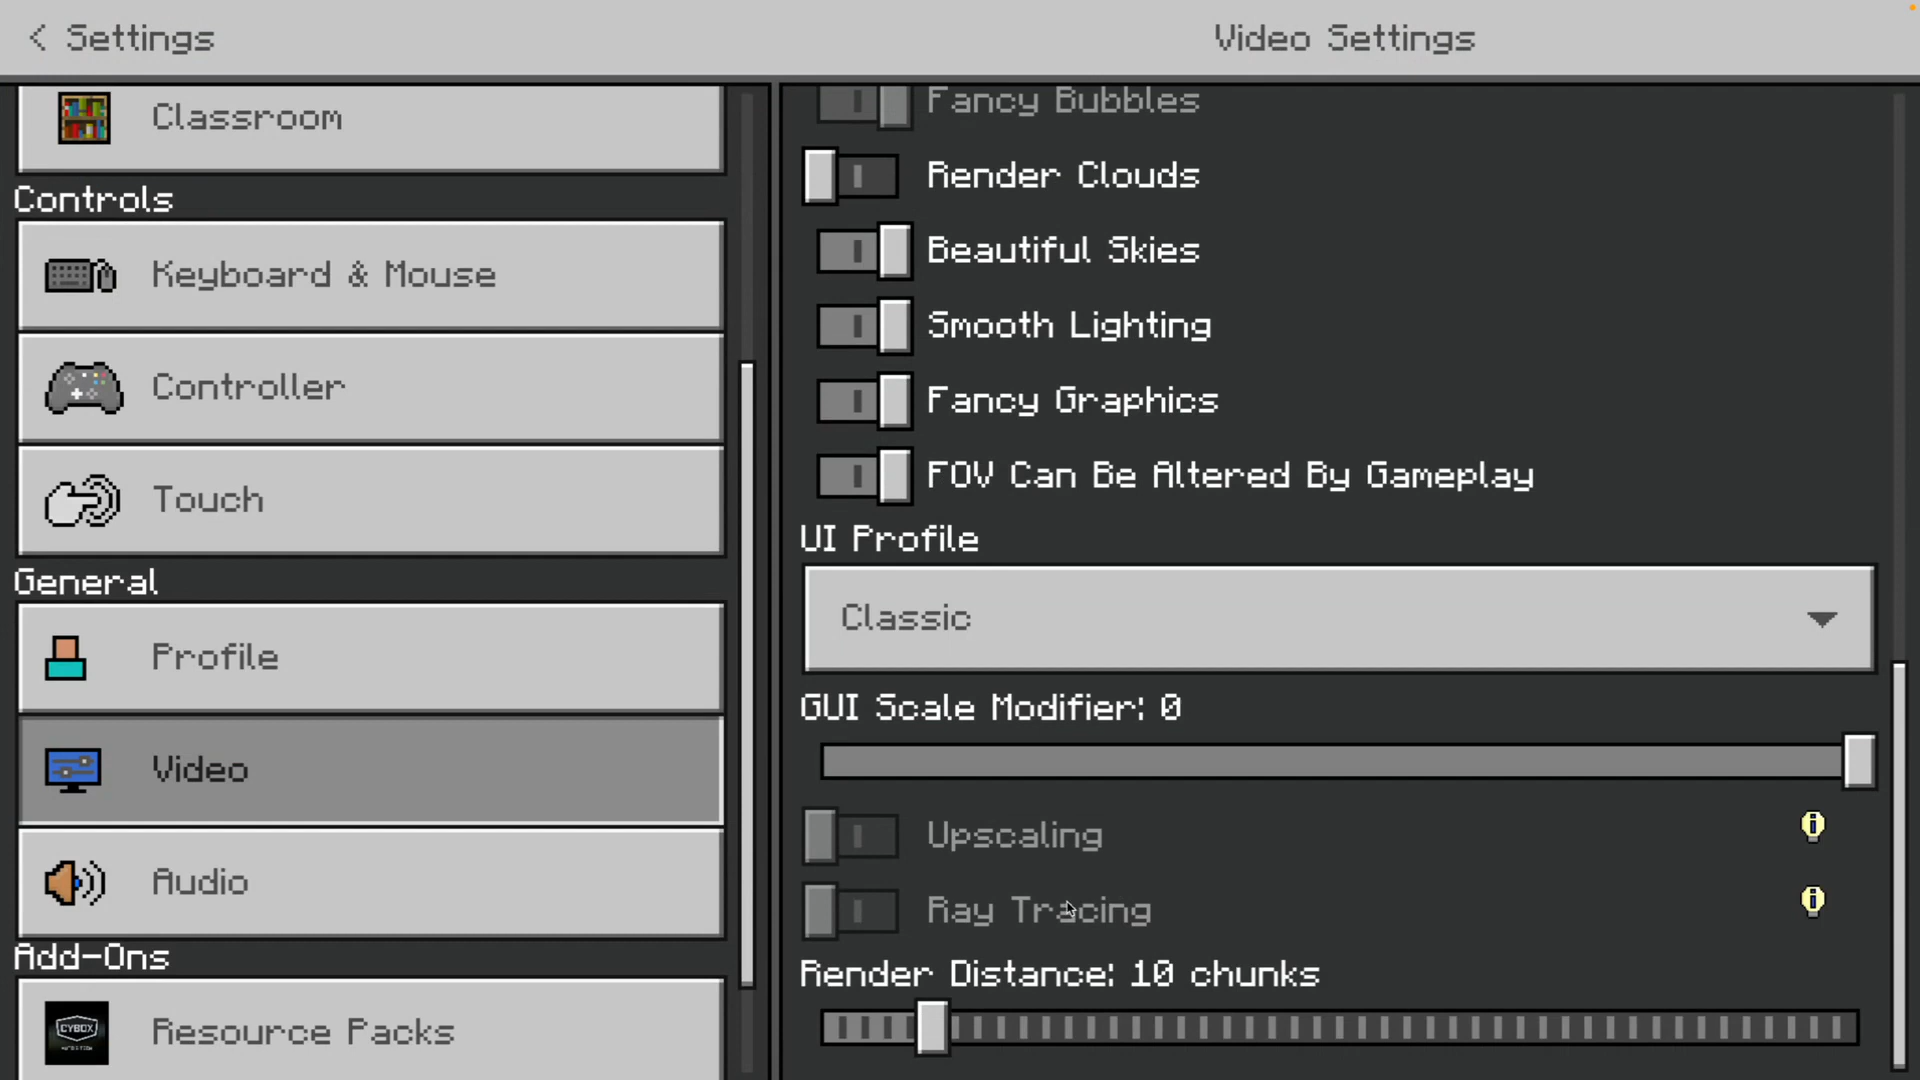 Settings
Video Settings
Classroom
Controls
Keyboard & Mouse
Controller
Touch
General
Profile
Video
Audio
Add-Ons
CYBOX
Resource Packs
Fancy Bubbles
Render Clouds
Beautiful Skies
Smooth Lighting
Fancy Graphics
FOV Can Be Altered By Gameplay
UI Profile
Classic
GUI Scale Modifier: 0
Upscaling
Ray Tracing
Render Distance: 10 chunks